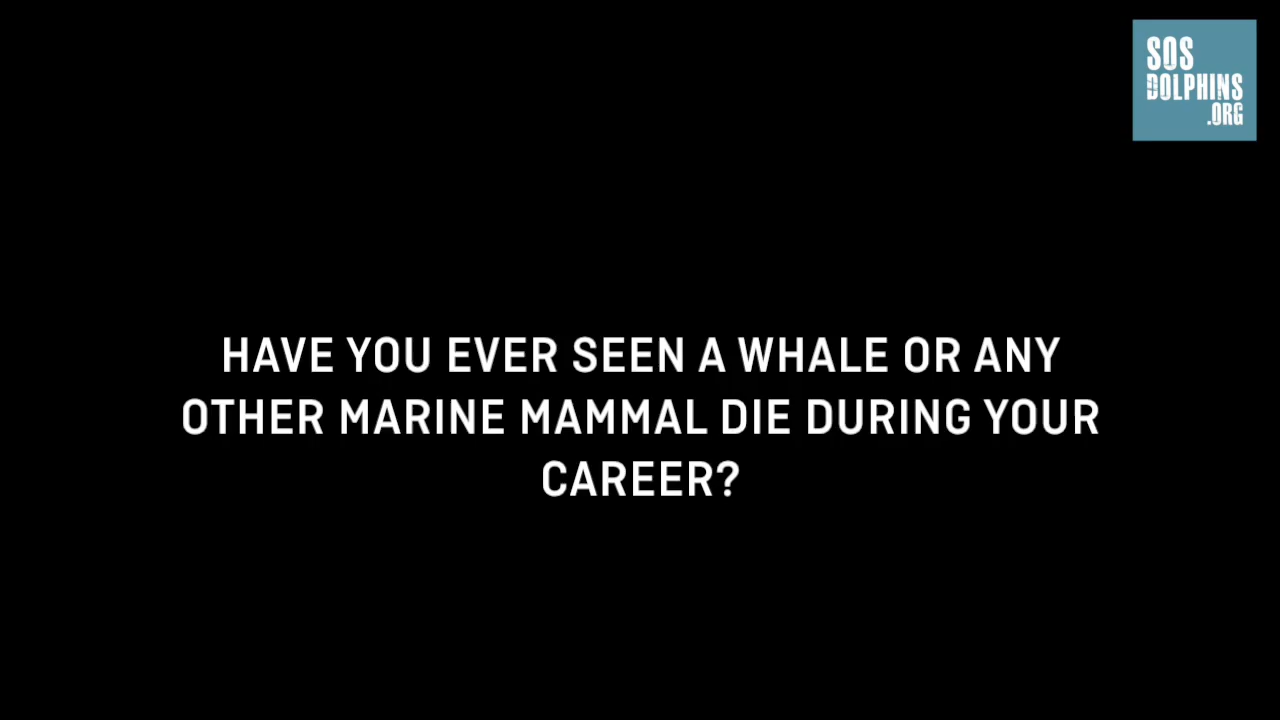 SOS
DOLPHINS
.ORG
HAVE YOU EVER SEEN A WHALE OR ANY
OTHER MARINE MAMMAL DIE DURING YOUR
CAREER?